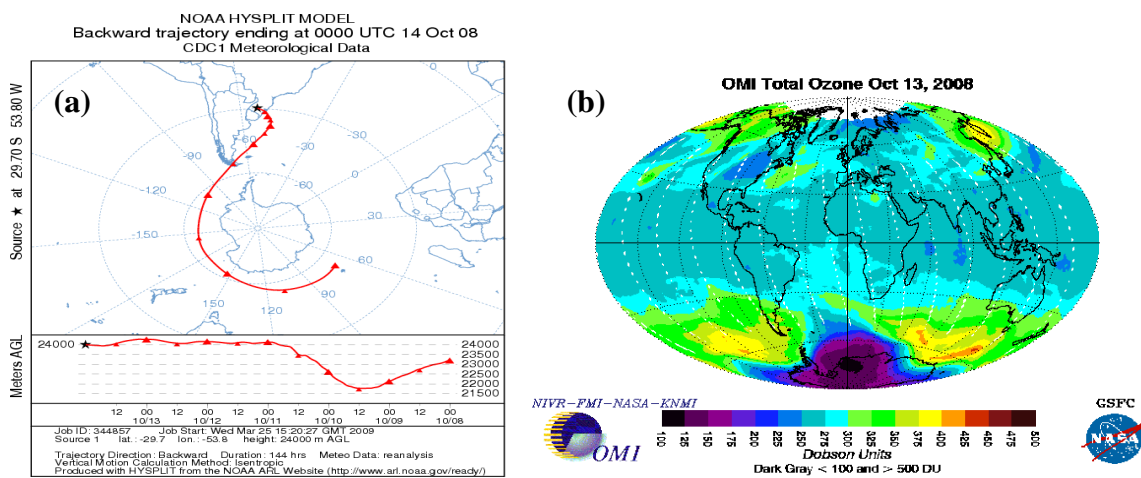 NOAA HYSPLIT MODEL
Backward trajectory ending at 0000 UTC 14 Oct 08
CDC1 Meteorological Data
(a)
Source ★ at 29.70 S 53.80 W
0
-30
-60
-90
-30
-120
-60
0
30
-150
30
60
60
150
120
90
Meters AGL
24000
24000
23500
23000
22500
22000
21500
12 00 12 00 12 00 12 00 12 00 12 00
10/13 10/12 10/11 10/10 10/09 10/08
Job ID: 344857 Job Start: Wed Mar 25 15:20:27 GMT 2009
Source 1 lat.: -29.7 lon.: -53.8 height: 24000 m AGL
Trajectory Direction: Backward Duration: 144 hrs Meteo Data: reanalysis
Vertical Motion Calculation Method: Isentropic
Produced with HYSPLIT from the NOAA ARL Website (http://www.arl.noaa.gov/ready/)
OMI Total Ozone Oct 13, 2008
(b)
NIVR-FMI-NASA-KNMI
OMI
GSFC
NASA
100 125 150 175 200 225 250 275 300 325 350 375 400 425 450 475 500
Dobson Units
Dark Gray < 100 and > 500 DU